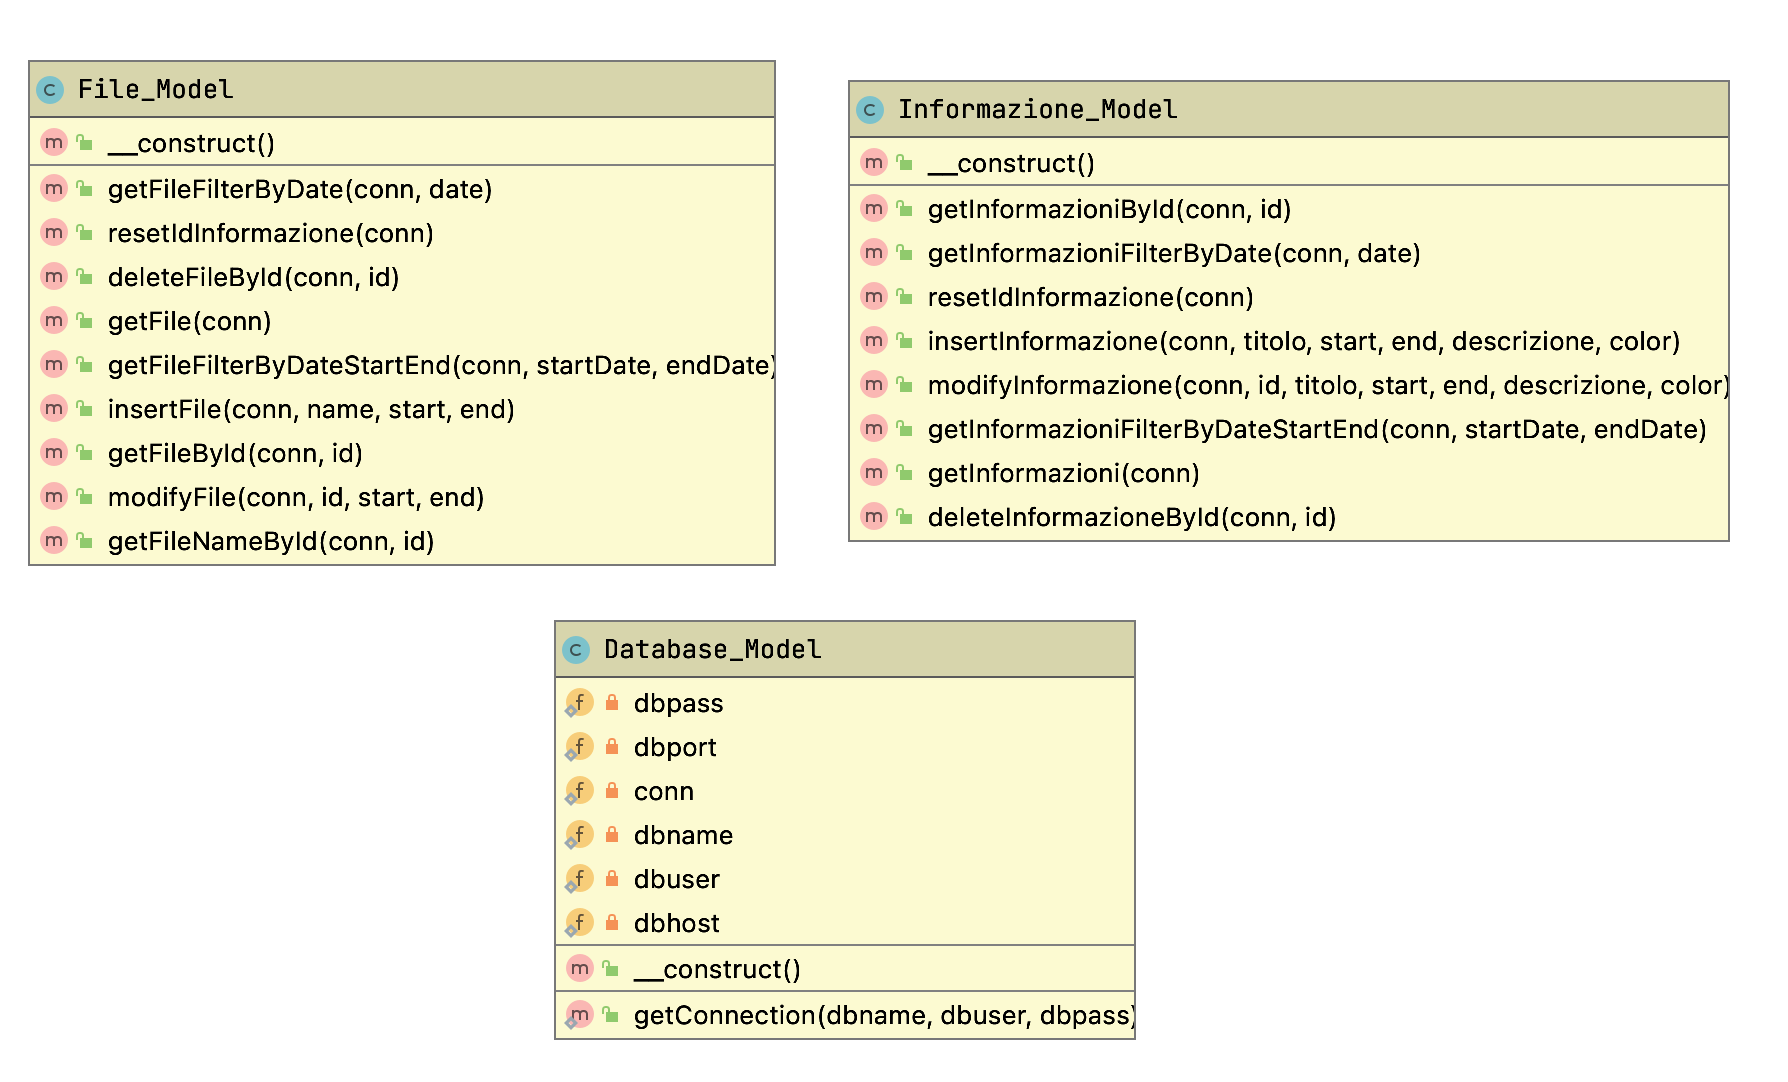 File_Model
__construct()
getFileFilterByDate(conn, date)
resetIdInformazione(conn)
deleteFileById(conn, id)
getFile(conn)
getFileFilterByDateStartEnd(conn, startDate, endDate)
insertFile(conn, name, start, end)
getFileById(conn, id)
modifyFile(conn, id, start, end)
getFileNameById(conn, id)
Informazione_Model
__construct()
getInformazioniById(conn, id)
getInformazioniFilterByDate(conn, date)
resetIdInformazione(conn)
insertInformazione(conn, titolo, start, end, descrizione, color)
modifyInformazione(conn, id, titolo, start, end, descrizione, color)
getInformazioniFilterByDateStartEnd(conn, startDate, endDate)
getInformazioni(conn)
deleteInformazioneById(conn, id)
Database_Model
dbpass
dbport
conn
dbname
dbuser
dbhost
__construct()
getConnection(dbname, dbuser, dbpass)